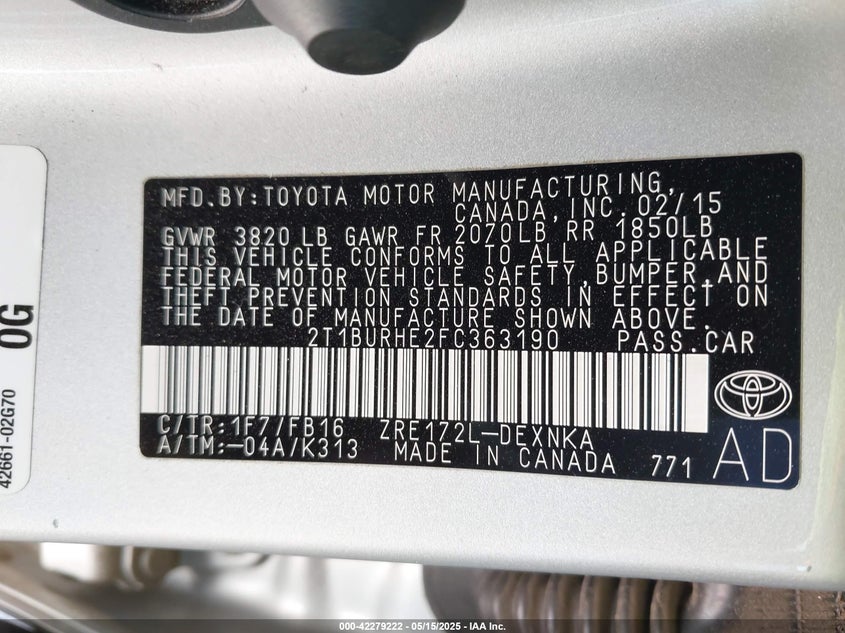 MFD.BY:TOYOTA MOTOR MANUFACTURING,
CANADA,INC.02/15
GVWR 3820 LB GAWR FR 2070LB RR 1850LB
THIS VEHICLE CONFORMS TO ALL APPLICABLE
FEDERAL MOTOR VEHICLE SAFETY,BUMPER,AND
THEFT PREVENTION STANDARDS IN EFFECT ON
THE DATE OF MANUFACTURE SHOWN ABOVE.
2T1BURHE2FC363190 PASS.CAR
C/TR:1F7/FB16 ZRE172L-DEXNKA
A/TM:-04A/K313 MADE IN CANADA 771
AD
42661-02G70
0G
000-42279222 - 05/15/2025 - IAA Inc.